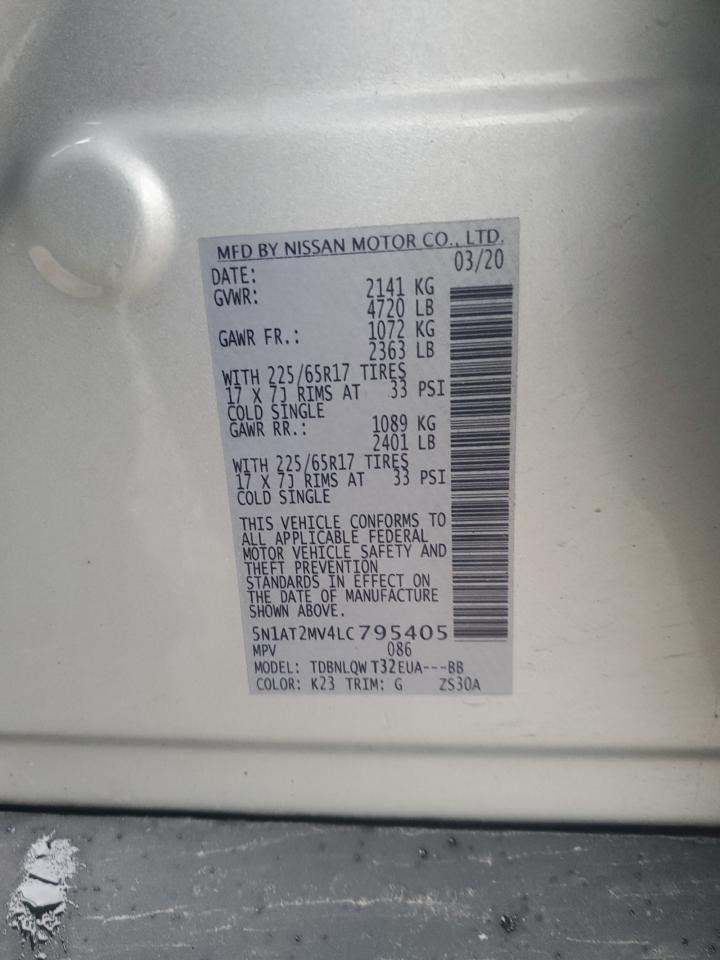 MFD BY NISSAN MOTOR CO., LTD.
DATE: 03/20
GVWR: 2141 KG
4720 LB
GAWR FR.: 1072 KG
2363 LB
WITH 225/65R17 TIRES
17 X 7J RIMS AT 33 PSI
COLD SINGLE
GAWR RR.: 1089 KG
2401 LB
WITH 225/65R17 TIRES
17 X 7J RIMS AT 33 PSI
COLD SINGLE
THIS VEHICLE CONFORMS TO
ALL APPLICABLE FEDERAL
MOTOR VEHICLE SAFETY AND
THEFT PREVENTION
STANDARDS IN EFFECT ON
THE DATE OF MANUFACTURE
SHOWN ABOVE.
5N1AT2MV4LC795405
MPV 086
MODEL: TDBNLQW T32EUA---BB
COLOR: K23 TRIM: G ZS30A